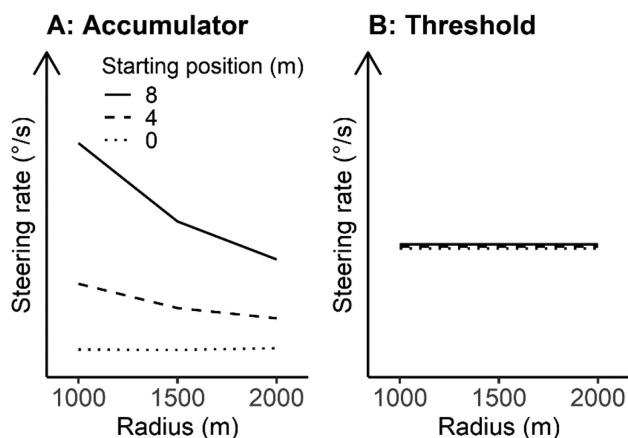 A: Accumulator
Starting position (m)
8
4
0
Steering rate (°/s)
1000 1500 2000
Radius (m)
B: Threshold
Steering rate (°/s)
1000 1500 2000
Radius (m)